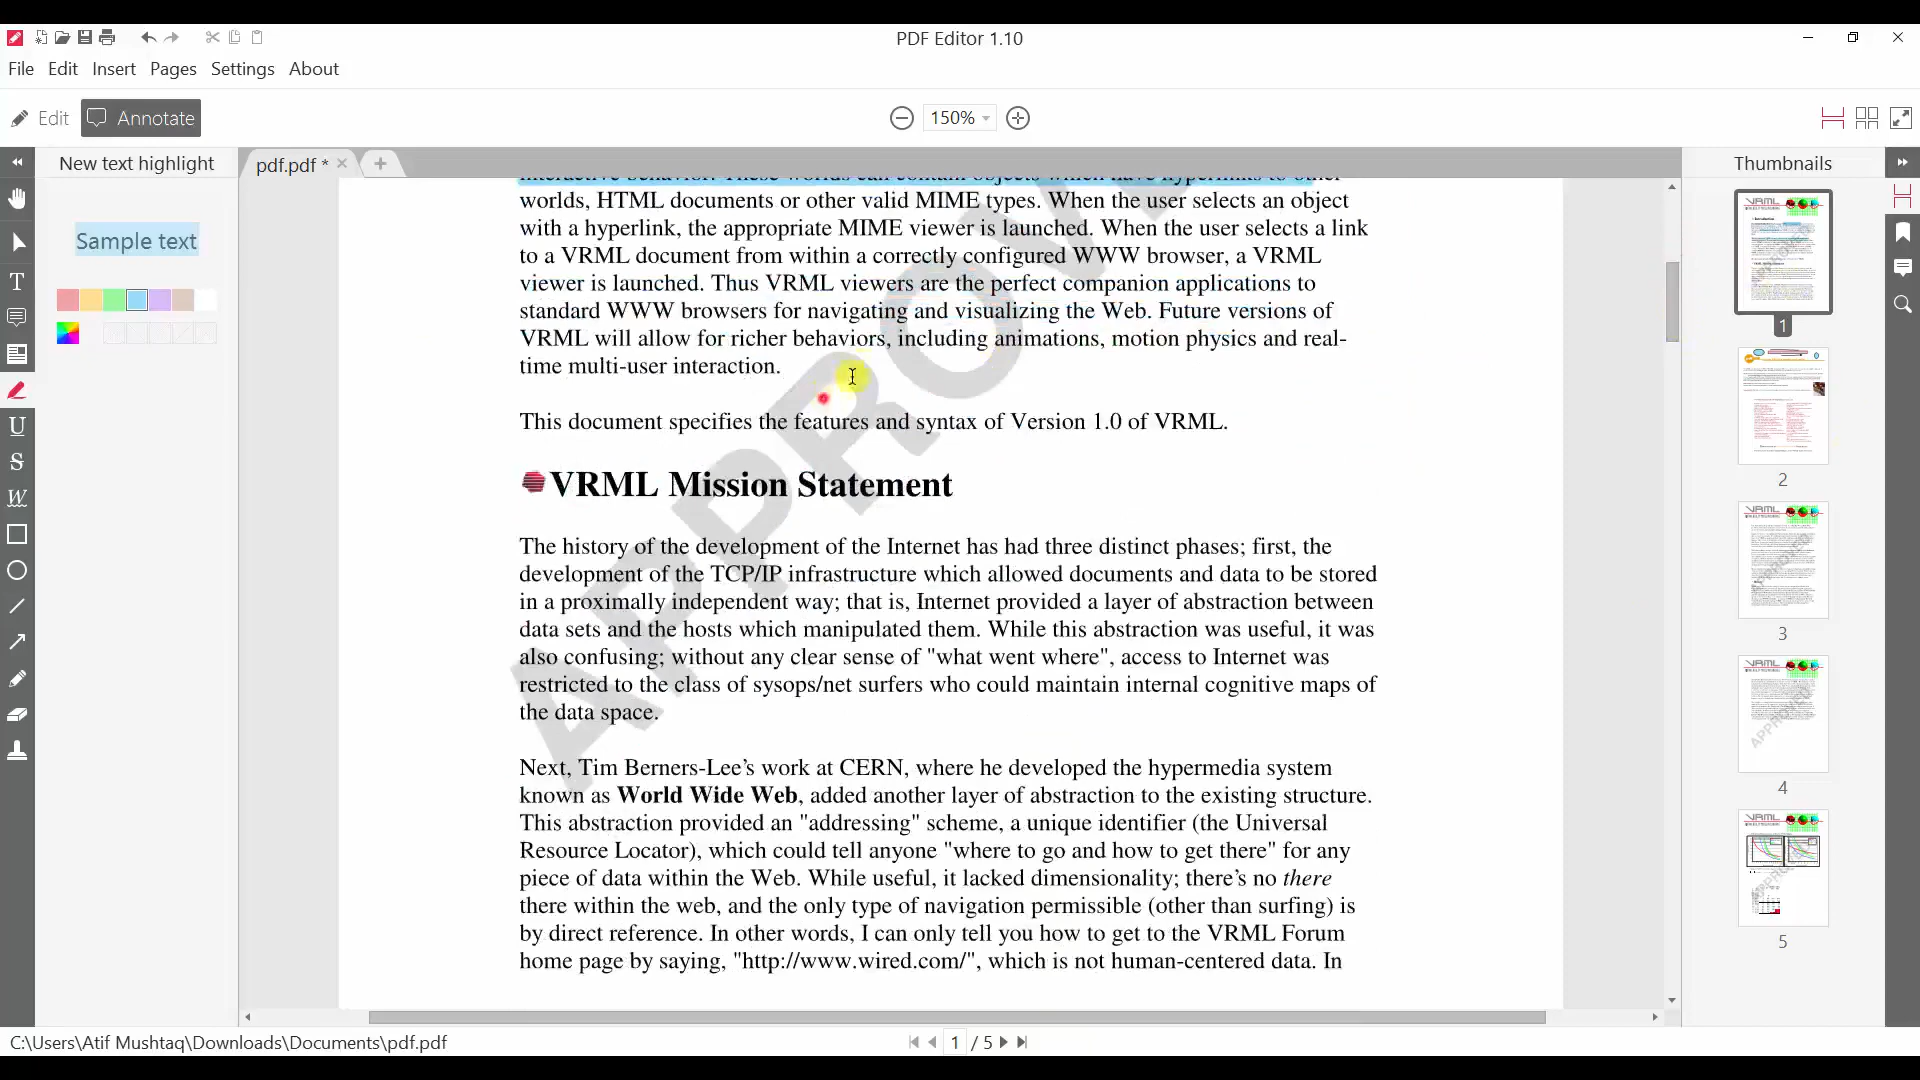 PDF Editor 1.10
File Edit Insert Pages Settings About
Edit Annotate 150%
New text highlight pdf.pdf * Thumbnails
Sample text
interactive behavior. These worlds can contain objects which have hyperlinks to other
worlds, HTML documents or other valid MIME types. When the user selects an object
with a hyperlink, the appropriate MIME viewer is launched. When the user selects a link
to a VRML document from within a correctly configured WWW browser, a VRML
viewer is launched. Thus VRML viewers are the perfect companion applications to
standard WWW browsers for navigating and visualizing the Web. Future versions of
VRML will allow for richer behaviors, including animations, motion physics and real-
time multi-user interaction.
This document specifies the features and syntax of Version 1.0 of VRML.
VRML Mission Statement
The history of the development of the Internet has had three distinct phases; first, the
development of the TCP/IP infrastructure which allowed documents and data to be stored
in a proximally independent way; that is, Internet provided a layer of abstraction between
data sets and the hosts which manipulated them. While this abstraction was useful, it was
also confusing; without any clear sense of "what went where", access to Internet was
restricted to the class of sysops/net surfers who could maintain internal cognitive maps of
the data space.
Next, Tim Berners-Lee’s work at CERN, where he developed the hypermedia system
known as World Wide Web, added another layer of abstraction to the existing structure.
This abstraction provided an "addressing" scheme, a unique identifier (the Universal
Resource Locator), which could tell anyone "where to go and how to get there" for any
piece of data within the Web. While useful, it lacked dimensionality; there’s no there
there within the web, and the only type of navigation permissible (other than surfing) is
by direct reference. In other words, I can only tell you how to get to the VRML Forum
home page by saying, "http://www.wired.com/", which is not human-centered data. In
APPROV
VRML
1
2
VRML
3
VRML
4
VRML
5
C:\Users\Atif Mushtaq\Downloads\Documents\pdf.pdf
1 / 5